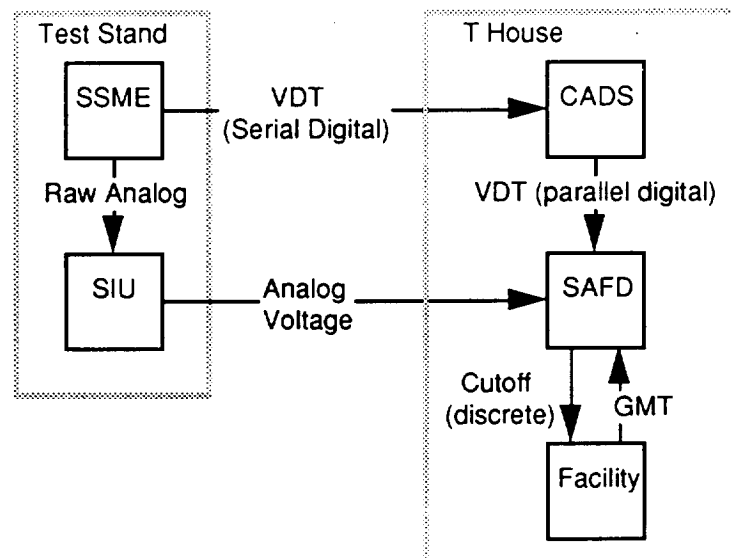 Test Stand
T House
SSME
VDT
(Serial Digital)
CADS
Raw Analog
VDT (parallel digital)
SIU
Analog
Voltage
SAFD
Cutoff
(discrete)
GMT
Facility